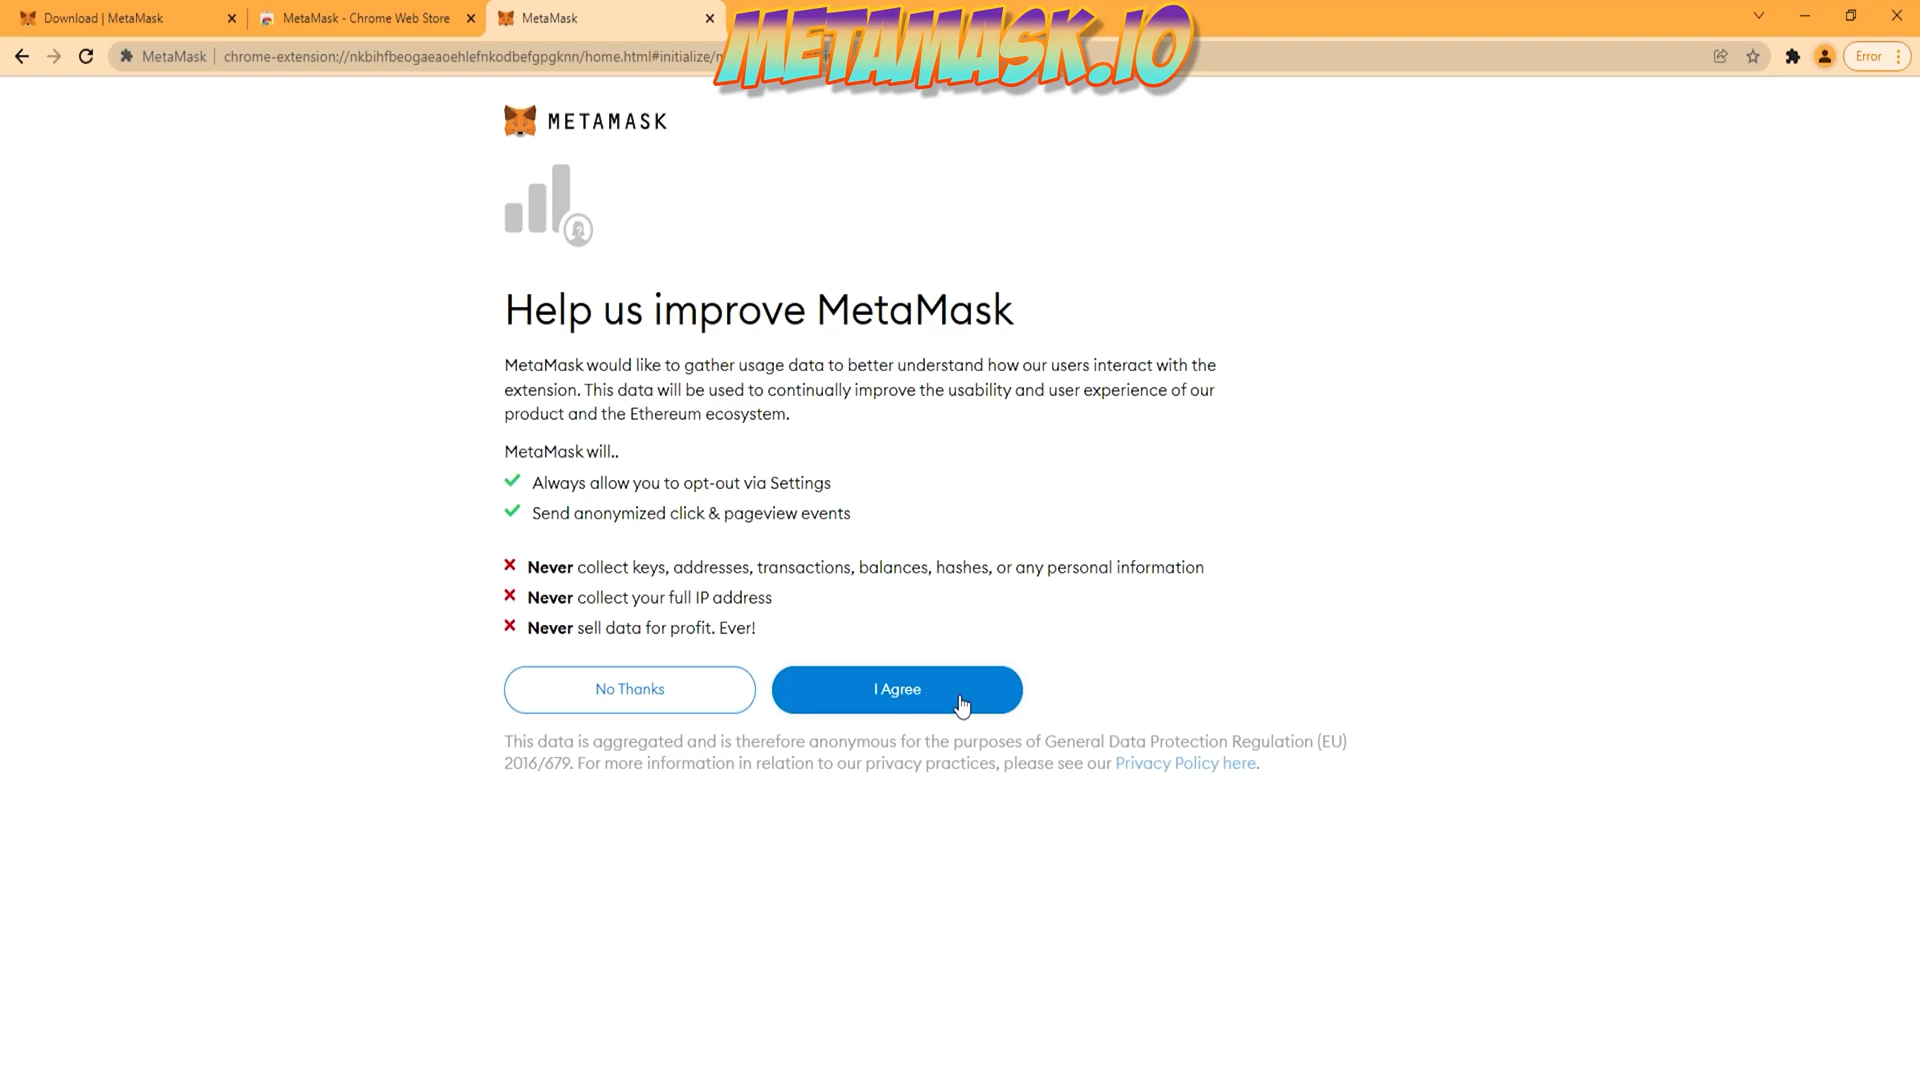 Download | MetaMask
MetaMask - Chrome Web Store
MetaMask
METAMASK.IO
MetaMask
chrome-extension://nkbihfbeogaeaoehlefnkodbefgpgknn/home.html#initialize/
Error
METAMASK
Help us improve MetaMask
MetaMask would like to gather usage data to better understand how our users interact with the
extension. This data will be used to continually improve the usability and user experience of our
product and the Ethereum ecosystem.
MetaMask will..
Always allow you to opt-out via Settings
Send anonymized click & pageview events
Never collect keys, addresses, transactions, balances, hashes, or any personal information
Never collect your full IP address
Never sell data for profit. Ever!
No Thanks
I Agree
This data is aggregated and is therefore anonymous for the purposes of General Data Protection Regulation (EU)
2016/679. For more information in relation to our privacy practices, please see our Privacy Policy here.